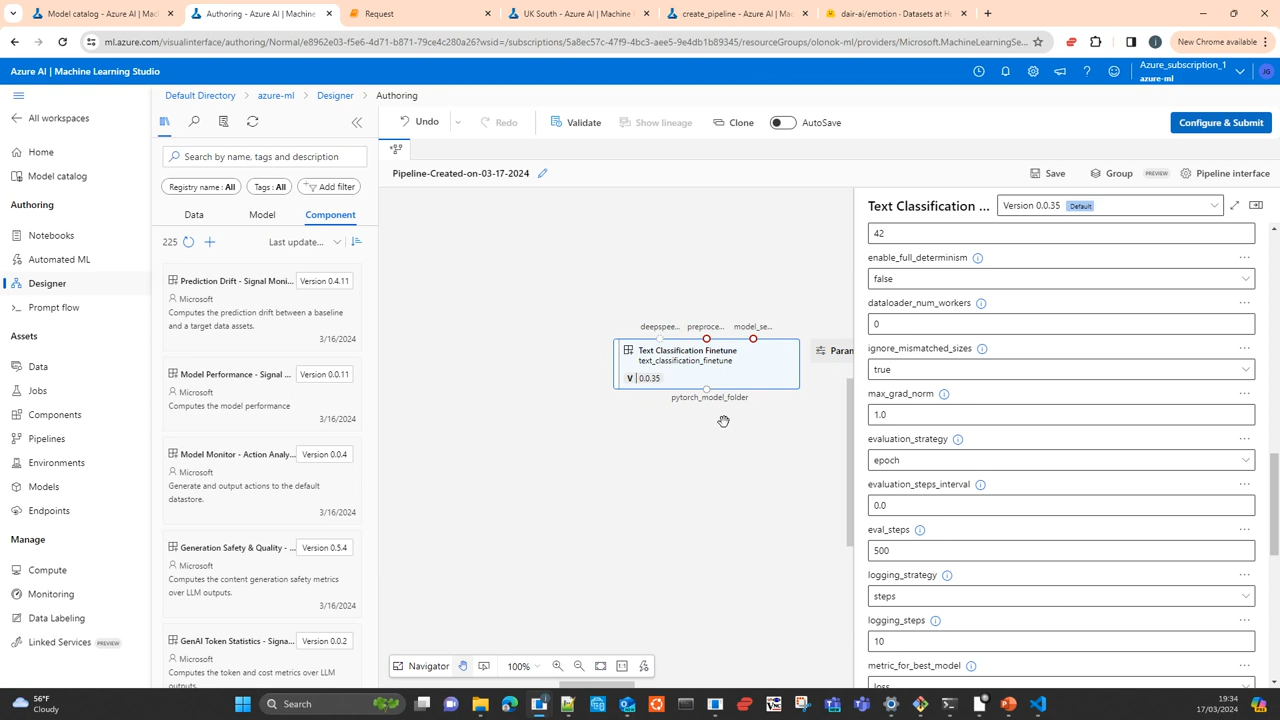 Model catalog - Azure AI | Machin
Authoring - Azure AI | Machine
Request
UK South - Azure AI | Machine
create_pipeline - Azure AI | Ma
dair-ai/emotion · Datasets at H
ml.azure.com/visualinterface/authoring/Normal/e8962e03-f5e6-4d71-b871-79ce4c280a26?wsid=/subscriptions/5a8ec57c-47f9-4bc3-aee5-9e4db1b89345/resourceGroups/olonok-ml/providers/Microsoft.MachineLearningSe...
New Chrome available
Azure AI | Machine Learning Studio
Azure_subscription_1
azure-ml
JG
All workspaces
Home
Model catalog
Authoring
Notebooks
Automated ML
Designer
Prompt flow
Assets
Data
Jobs
Components
Pipelines
Environments
Models
Endpoints
Manage
Compute
Monitoring
Data Labeling
Linked Services PREVIEW
Default Directory > azure-ml > Designer > Authoring
Search by name, tags and description
Registry name : All
Tags : All
Add filter
Data
Model
Component
225
Last update...
Prediction Drift - Signal Moni...
Version 0.4.11
Microsoft
Computes the prediction drift between a
baseline and a target data assets.
3/16/2024
Model Performance - Signal ...
Version 0.0.11
Microsoft
Computes the model performance
3/16/2024
Model Monitor - Action Analy...
Version 0.0.4
Microsoft
Generate and output actions to the default
datastore.
3/16/2024
Generation Safety & Quality - ...
Version 0.5.4
Microsoft
Computes the content generation safety metrics
over LLM outputs.
3/16/2024
GenAI Token Statistics - Signa...
Version 0.0.2
Microsoft
Computes the token and cost metrics over LLM
outputs.
Undo
Redo
Validate
Show lineage
Clone
AutoSave
Configure & Submit
Pipeline-Created-on-03-17-2024
Save
Group PREVIEW
Pipeline interface
deepspee...
preproce...
model_se...
Text Classification Finetune
text_classification_finetune
V | 0.0.35
pytorch_model_folder
Param
Navigator
100%
Text Classification ...
Version 0.0.35 Default
42
enable_full_determinism
false
dataloader_num_workers
0
ignore_mismatched_sizes
true
max_grad_norm
1.0
evaluation_strategy
epoch
evaluation_steps_interval
0.0
eval_steps
500
logging_strategy
steps
logging_steps
10
metric_for_best_model
loss
56°F
Cloudy
Search
19:34
17/03/2024